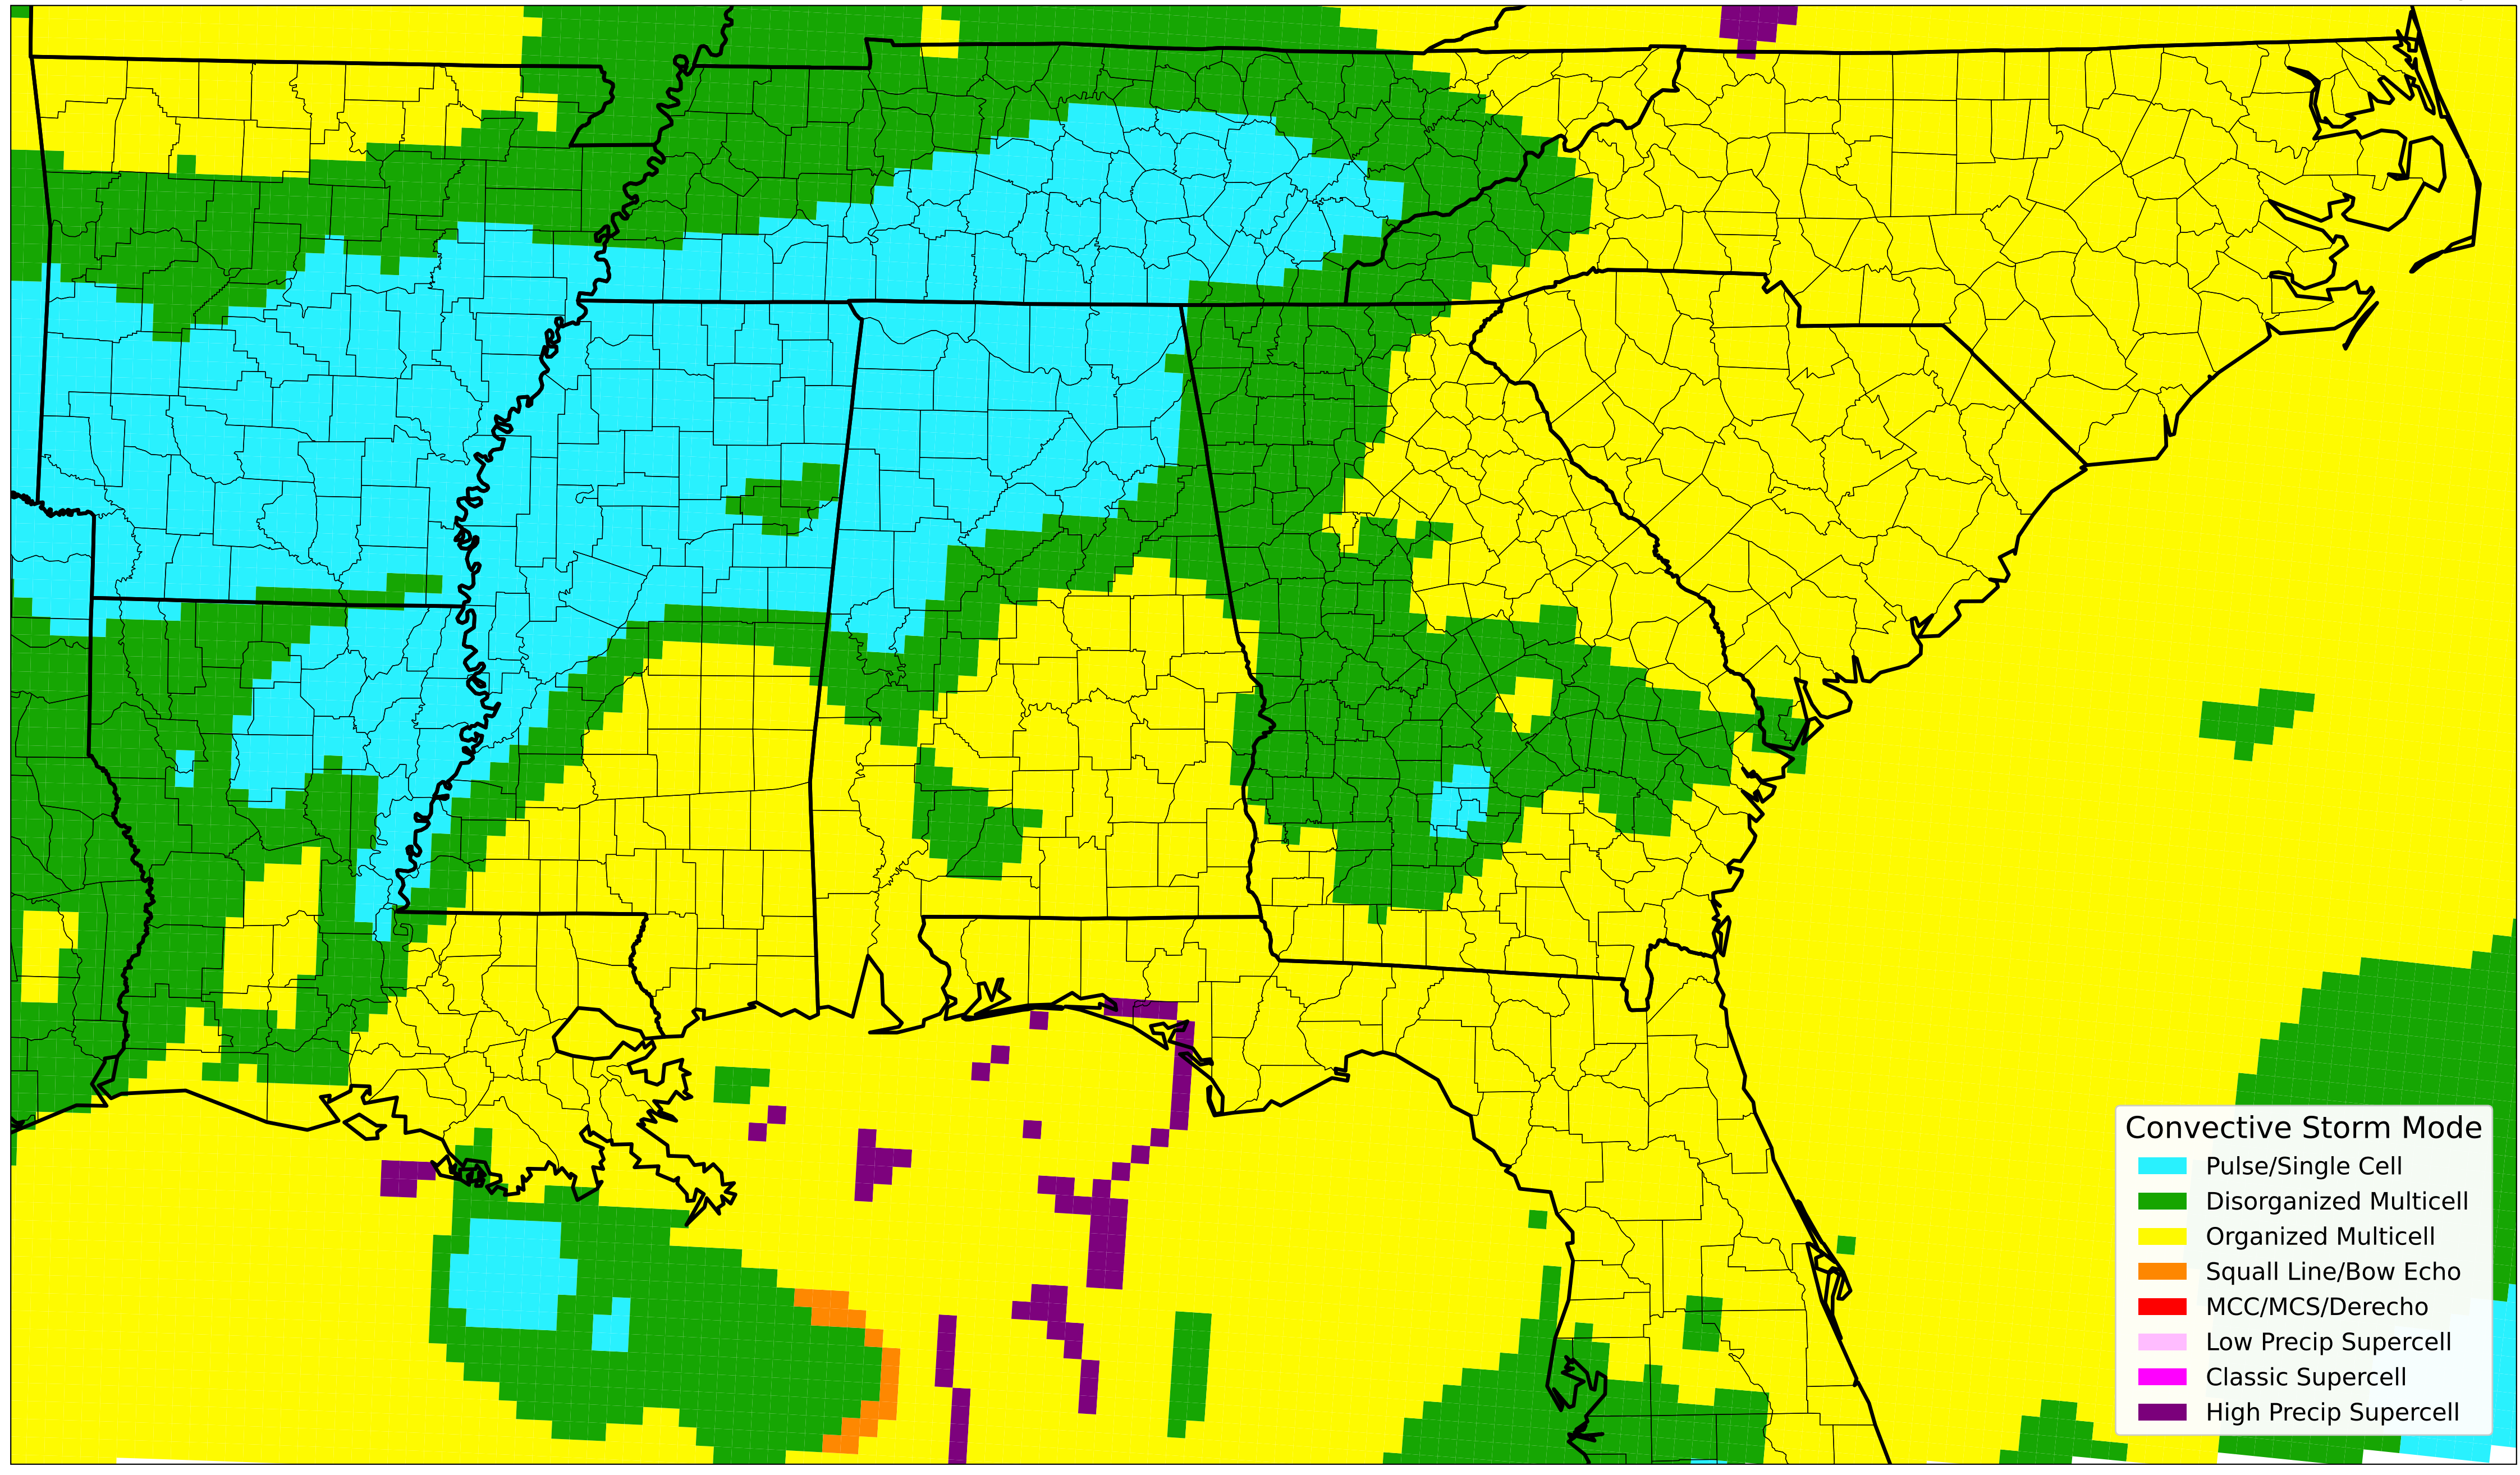 Convective Storm Mode
Pulse/Single Cell
Disorganized Multicell
Organized Multicell
Squall Line/Bow Echo
MCC/MCS/Derecho
Low Precip Supercell
Classic Supercell
High Precip Supercell